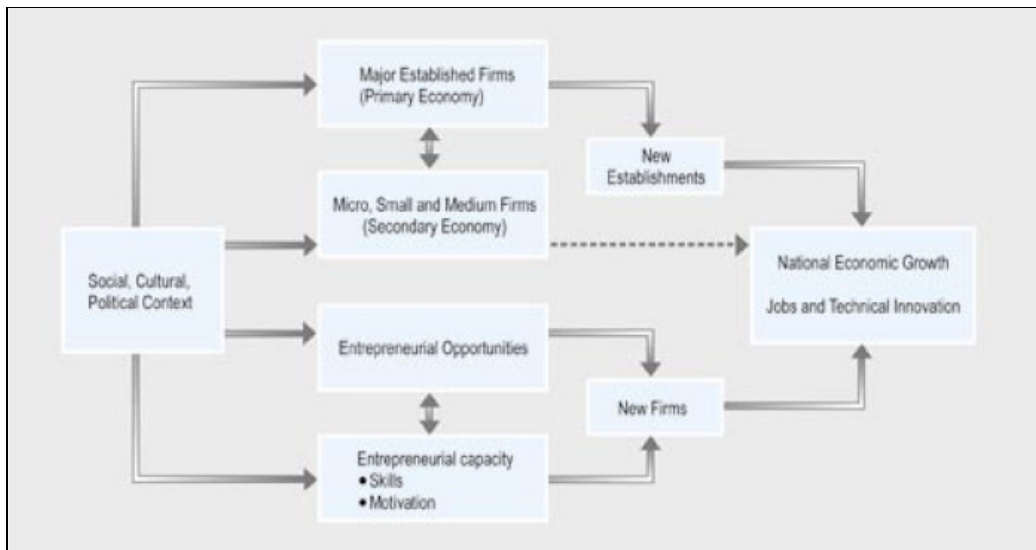 Major Established Firms
(Primary Economy)
New
Establishments
Micro, Small and Medium Firms
(Secondary Economy)
Social, Cultural,
Political Context
National Economic Growth
Jobs and Technical Innovation
Entrepreneurial Opportunities
New Firms
Entrepreneurial capacity
● Skills
● Motivation